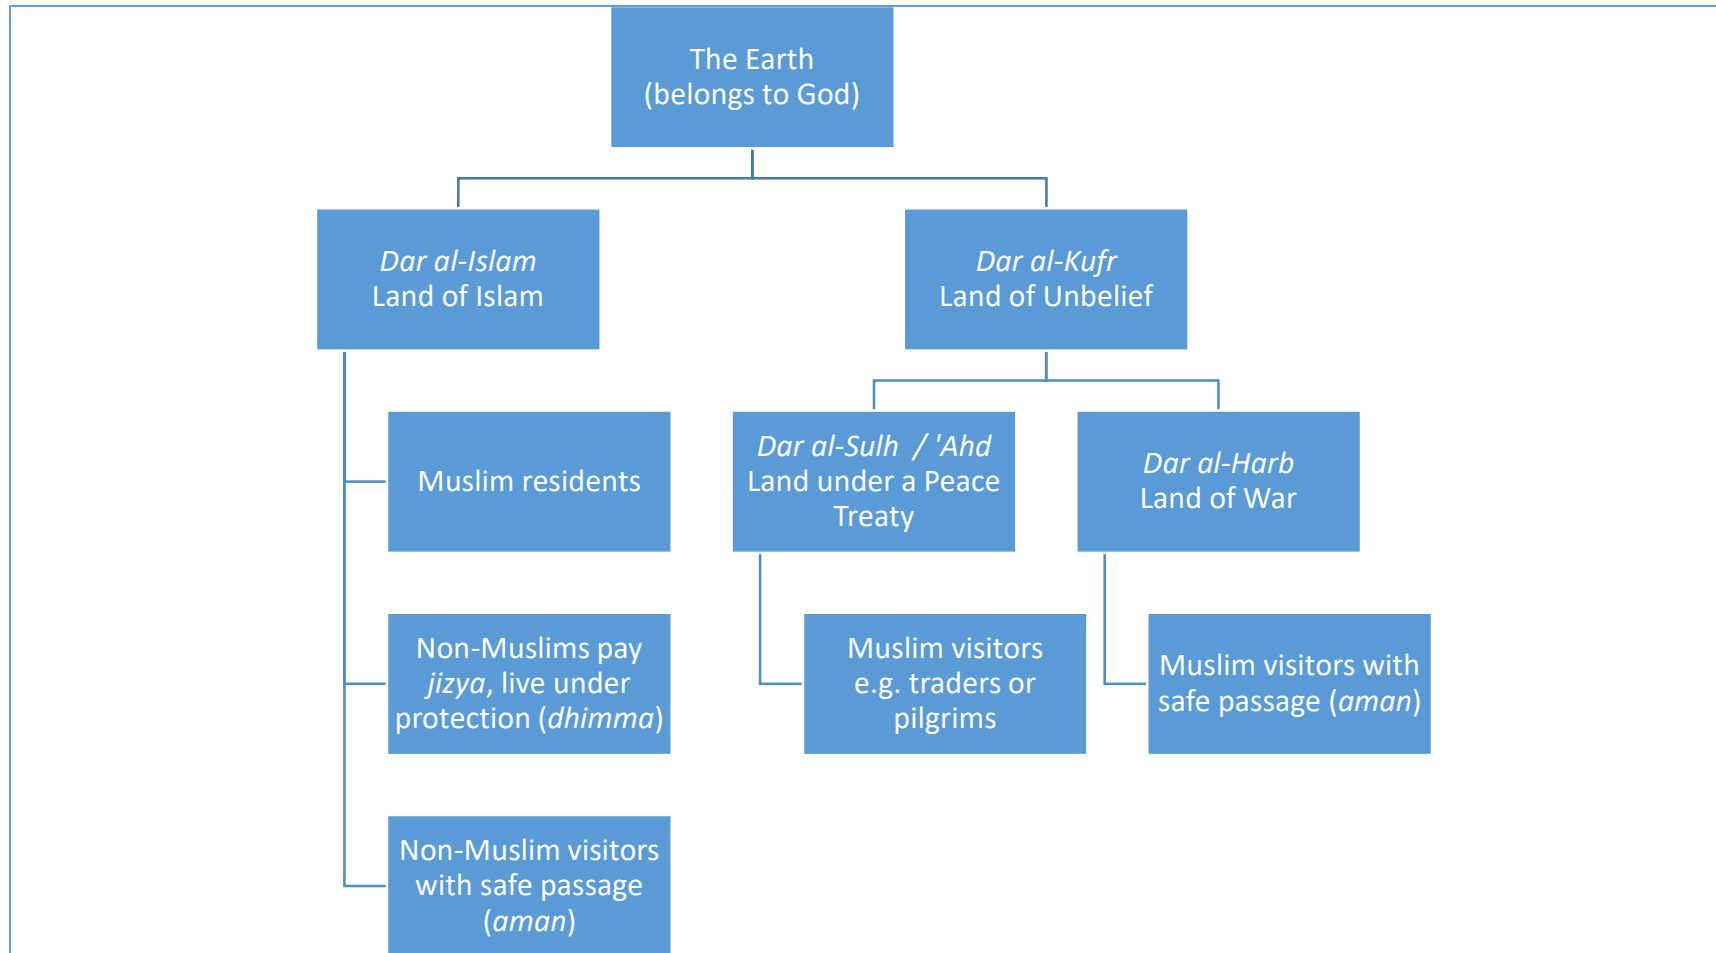 The Earth
(belongs to God)
Dar al-Islam
Land of Islam
Dar al-Kufr
Land of Unbelief
Muslim residents
Dar al-Sulh / 'Ahd
Land under a Peace
Treaty
Dar al-Harb
Land of War
Non-Muslims pay
jizya, live under
protection (dhimma)
Muslim visitors
e.g. traders or
pilgrims
Muslim visitors with
safe passage (aman)
Non-Muslim visitors
with safe passage
(aman)